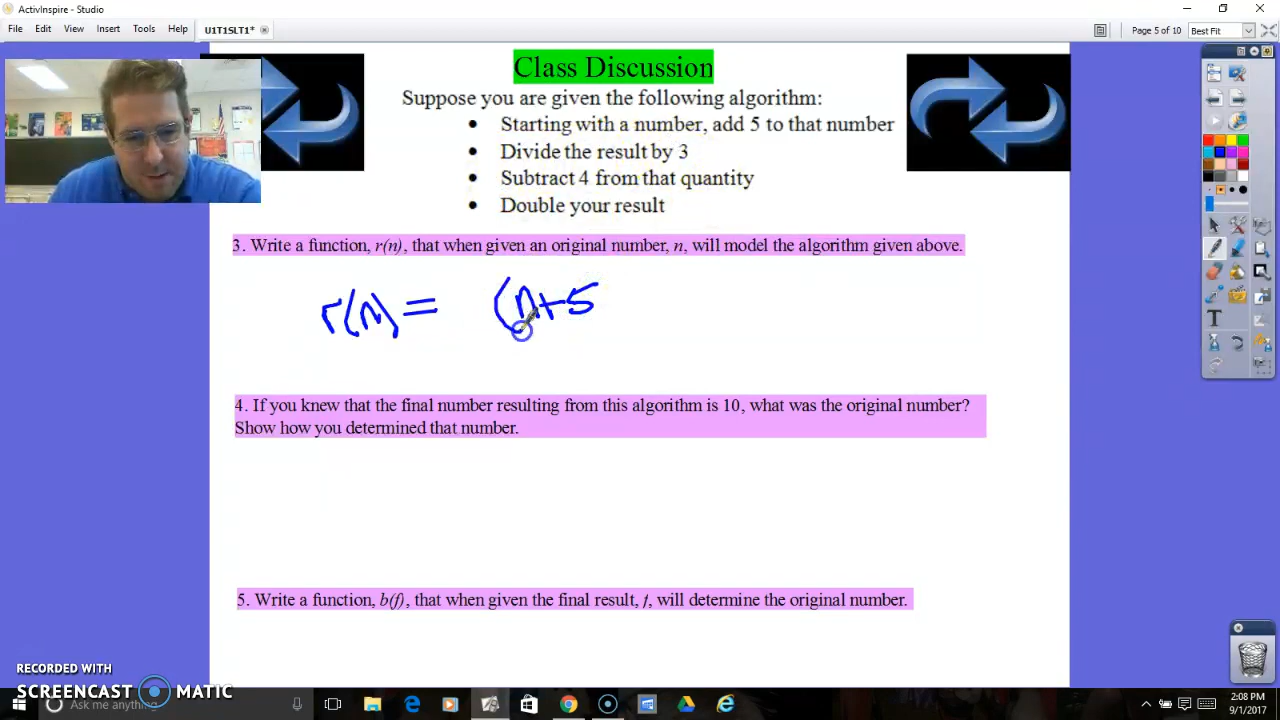 ActivInspire - Studio
File Edit View Insert Tools Help U1T1SLT1* Page 5 of 10 Best Fit
Class Discussion
Suppose you are given the following algorithm:
• Starting with a number, add 5 to that number
• Divide the result by 3
• Subtract 4 from that quantity
• Double your result
3. Write a function, r(n), that when given an original number, n, will model the algorithm given above.
r(n) = (n+5
4. If you knew that the final number resulting from this algorithm is 10, what was the original number?
Show how you determined that number.
5. Write a function, b(f), that when given the final result, f, will determine the original number.
RECORDED WITH
SCREENCAST MATIC
Ask me anything
2:08 PM
9/1/2017